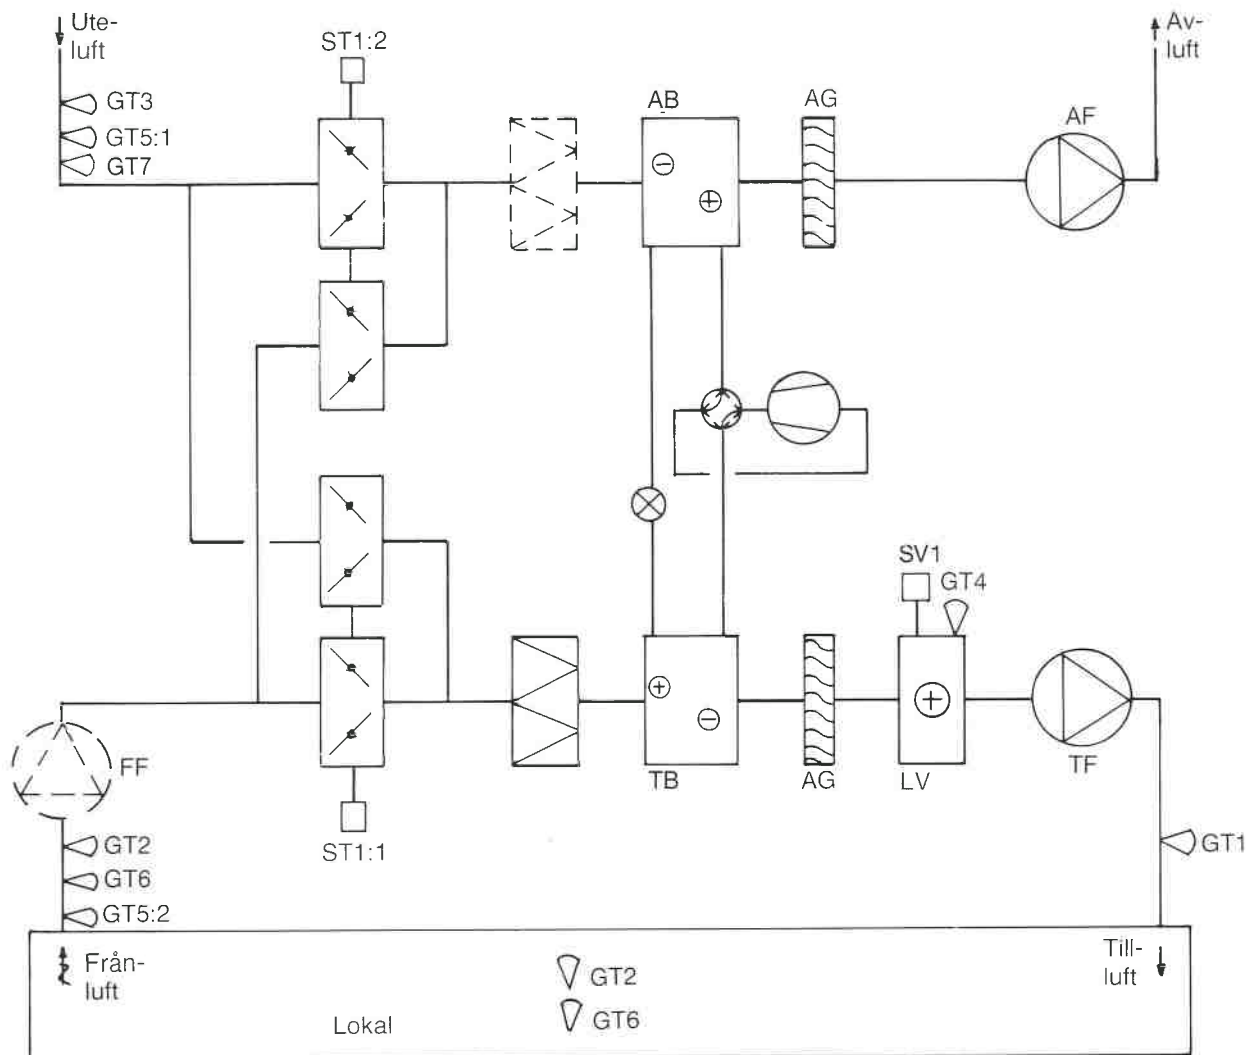 Ute-
luft
GT3
GT5:1
GT7
ST1:2
AB
AG
AF
Av-
luft
SV1
GT4
FF
TB
AG
LV
TF
GT2
GT6
GT5:2
ST1:1
GT1
Från-
luft
GT2
GT6
Till-
luft
Lokal